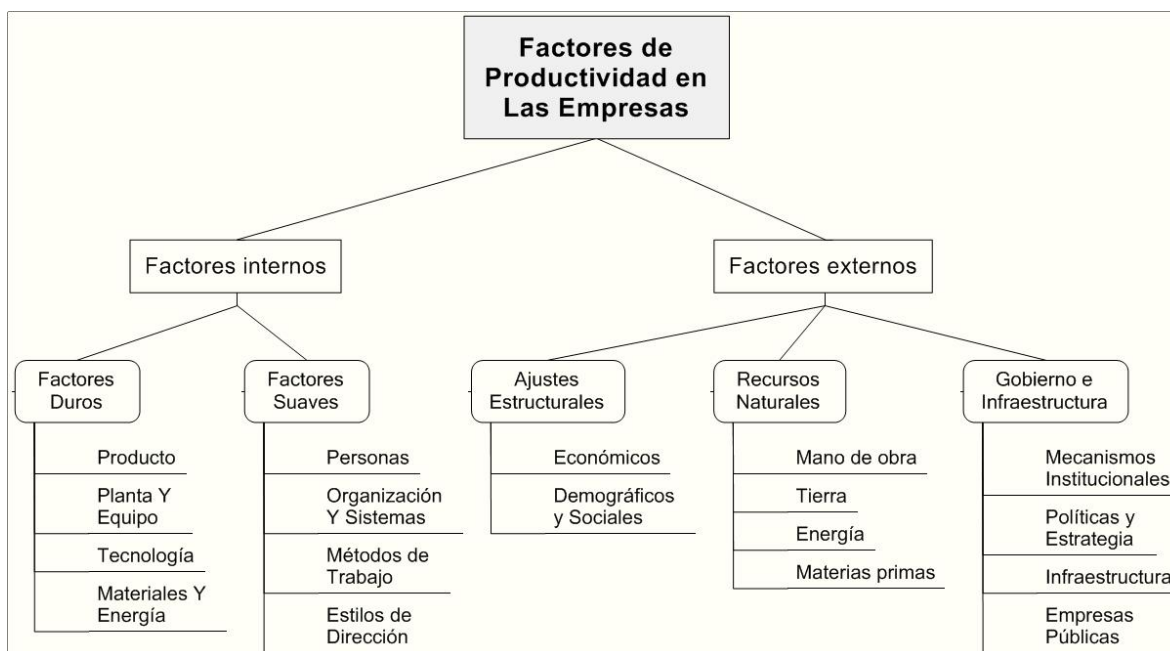 Factores de
Productividad en
Las Empresas
Factores internos
Factores externos
Factores
Duros
Factores
Suaves
Ajustes
Estructurales
Recursos
Naturales
Gobierno e
Infraestructura
Producto
Planta Y
Equipo
Tecnología
Materiales Y
Energía
Personas
Organización
Y Sistemas
Métodos de
Trabajo
Estilos de
Dirección
Económicos
Demográficos
y Sociales
Mano de obra
Tierra
Energía
Materias primas
Mecanismos
Institucionales
Políticas y
Estrategia
Infraestructura
Empresas
Públicas